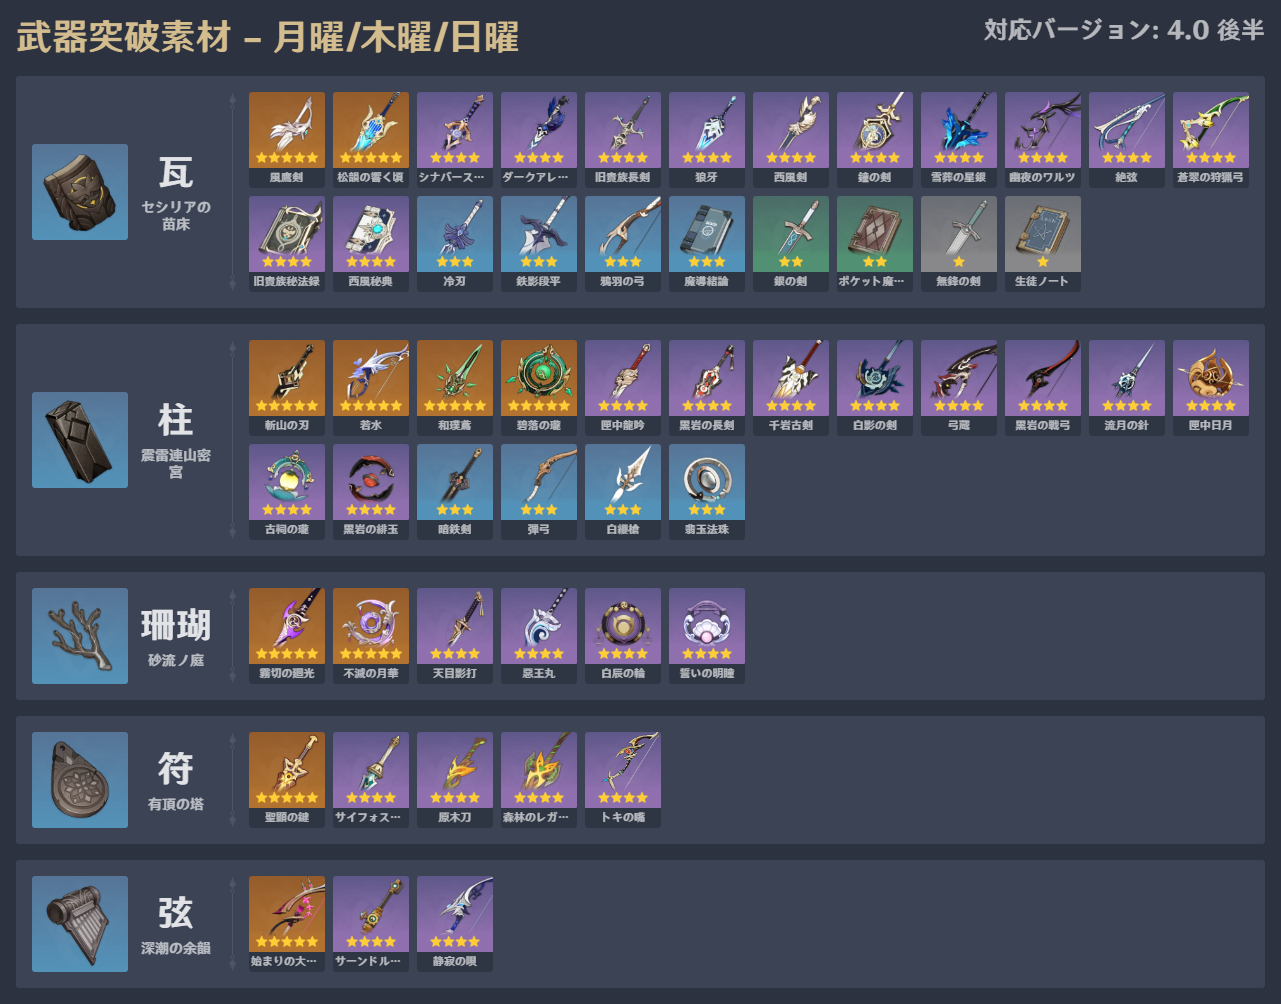 武器突破素材 – 月曜/木曜/日曜
対応バージョン: 4.0 後半
瓦
セシリアの
苗床
風鷹剣
松韻の響く頃
シナバース…
ダークアレ…
旧貴族長剣
狼牙
西風剣
鐘の剣
雪葬の星銀
幽夜のワルツ
絶弦
蒼翠の狩猟弓
旧貴族秘法録
西風秘典
冷刃
鉄影段平
鴉羽の弓
魔導緒論
銀の剣
ポケット魔…
無鋒の剣
生徒ノート
柱
震雷連山密
宮
斬山の刃
若水
和璞鳶
碧落の瓏
匣中龍吟
黒岩の長剣
千岩古剣
白影の剣
弓蔵
黒岩の戦弓
流月の針
匣中日月
古祠の瓏
黒岩の緋玉
暗鉄剣
弾弓
白纓槍
翡玉法珠
珊瑚
砂流ノ庭
霧切の廻光
不滅の月華
天目影打
惡王丸
白辰の輪
誓いの明瞳
符
有頂の塔
聖顕の鍵
サイフォス…
原木刀
森林のレガ…
トキの嘴
弦
深潮の余韻
始まりの大…
サーンドル…
静寂の唄